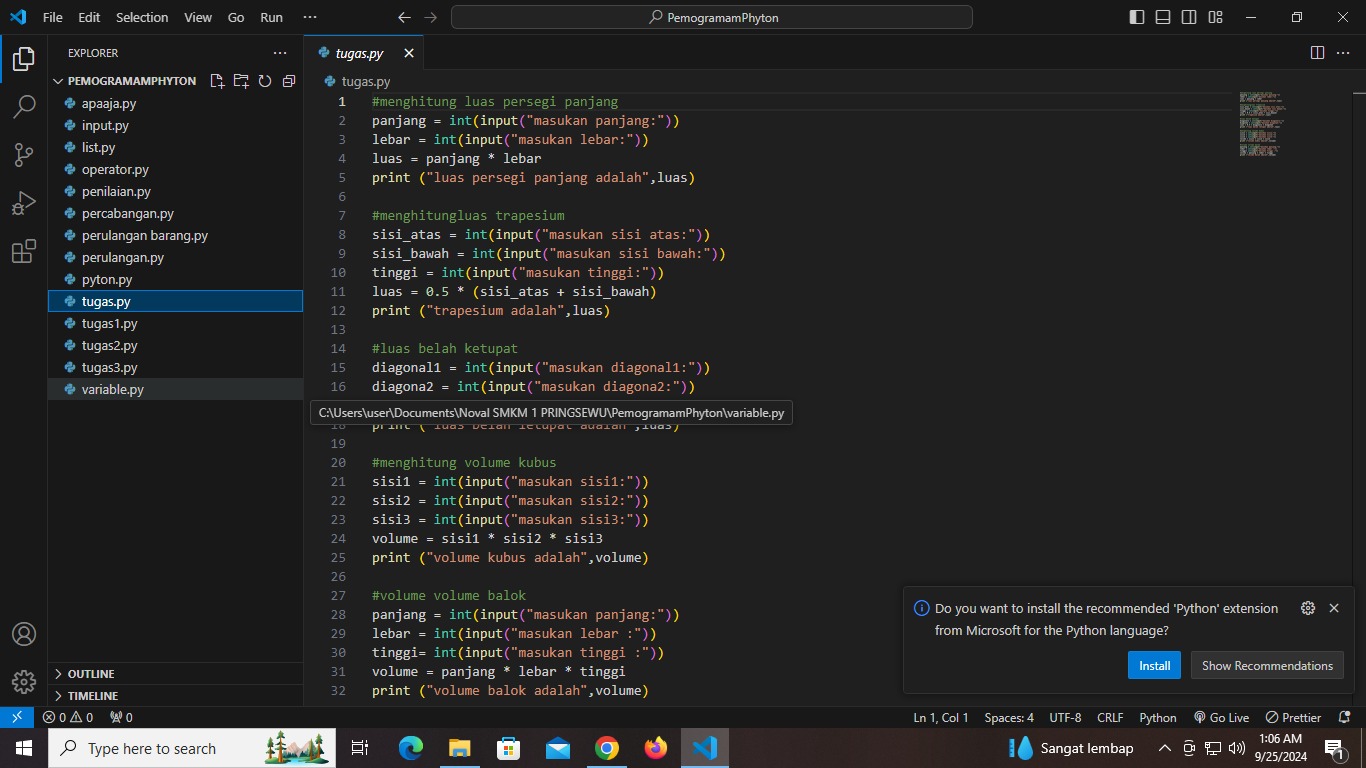 File Edit Selection View Go Run ···
PemogramamPhyton
EXPLORER
PEMOGRAMAMPHYTON
apaaja.py
input.py
list.py
operator.py
penilaian.py
percabangan.py
perulangan barang.py
perulangan.py
pyton.py
tugas.py
tugas1.py
tugas2.py
tugas3.py
variable.py
OUTLINE
TIMELINE
tugas.py
tugas.py
1 #menghitung luas persegi panjang
2 panjang = int(input("masukan panjang:"))
3 lebar = int(input("masukan lebar:"))
4 luas = panjang * lebar
5 print ("luas persegi panjang adalah",luas)
6
7 #menghitungluas trapesium
8 sisi_atas = int(input("masukan sisi atas:"))
9 sisi_bawah = int(input("masukan sisi bawah:"))
10 tinggi = int(input("masukan tinggi:"))
11 luas = 0.5 * (sisi_atas + sisi_bawah)
12 print ("trapesium adalah",luas)
13
14 #luas belah ketupat
15 diagonal1 = int(input("masukan diagonal1:"))
16 diagona2 = int(input("masukan diagona2:"))
C:\Users\user\Documents\Noval SMKM 1 PRINGSEWU\PemogramamPhyton\variable.py
19
20 #menghitung volume kubus
21 sisi1 = int(input("masukan sisi1:"))
22 sisi2 = int(input("masukan sisi2:"))
23 sisi3 = int(input("masukan sisi3:"))
24 volume = sisi1 * sisi2 * sisi3
25 print ("volume kubus adalah",volume)
26
27 #volume volume balok
28 panjang = int(input("masukan panjang:"))
29 lebar = int(input("masukan lebar :"))
30 tinggi= int(input("masukan tinggi :"))
31 volume = panjang * lebar * tinggi
32 print ("volume balok adalah",volume)
Do you want to install the recommended 'Python' extension
from Microsoft for the Python language?
Install Show Recommendations
0 0 0 Ln 1, Col 1 Spaces: 4 UTF-8 CRLF Python Go Live Prettier
Type here to search
Sangat lembap
1:06 AM
9/25/2024
1